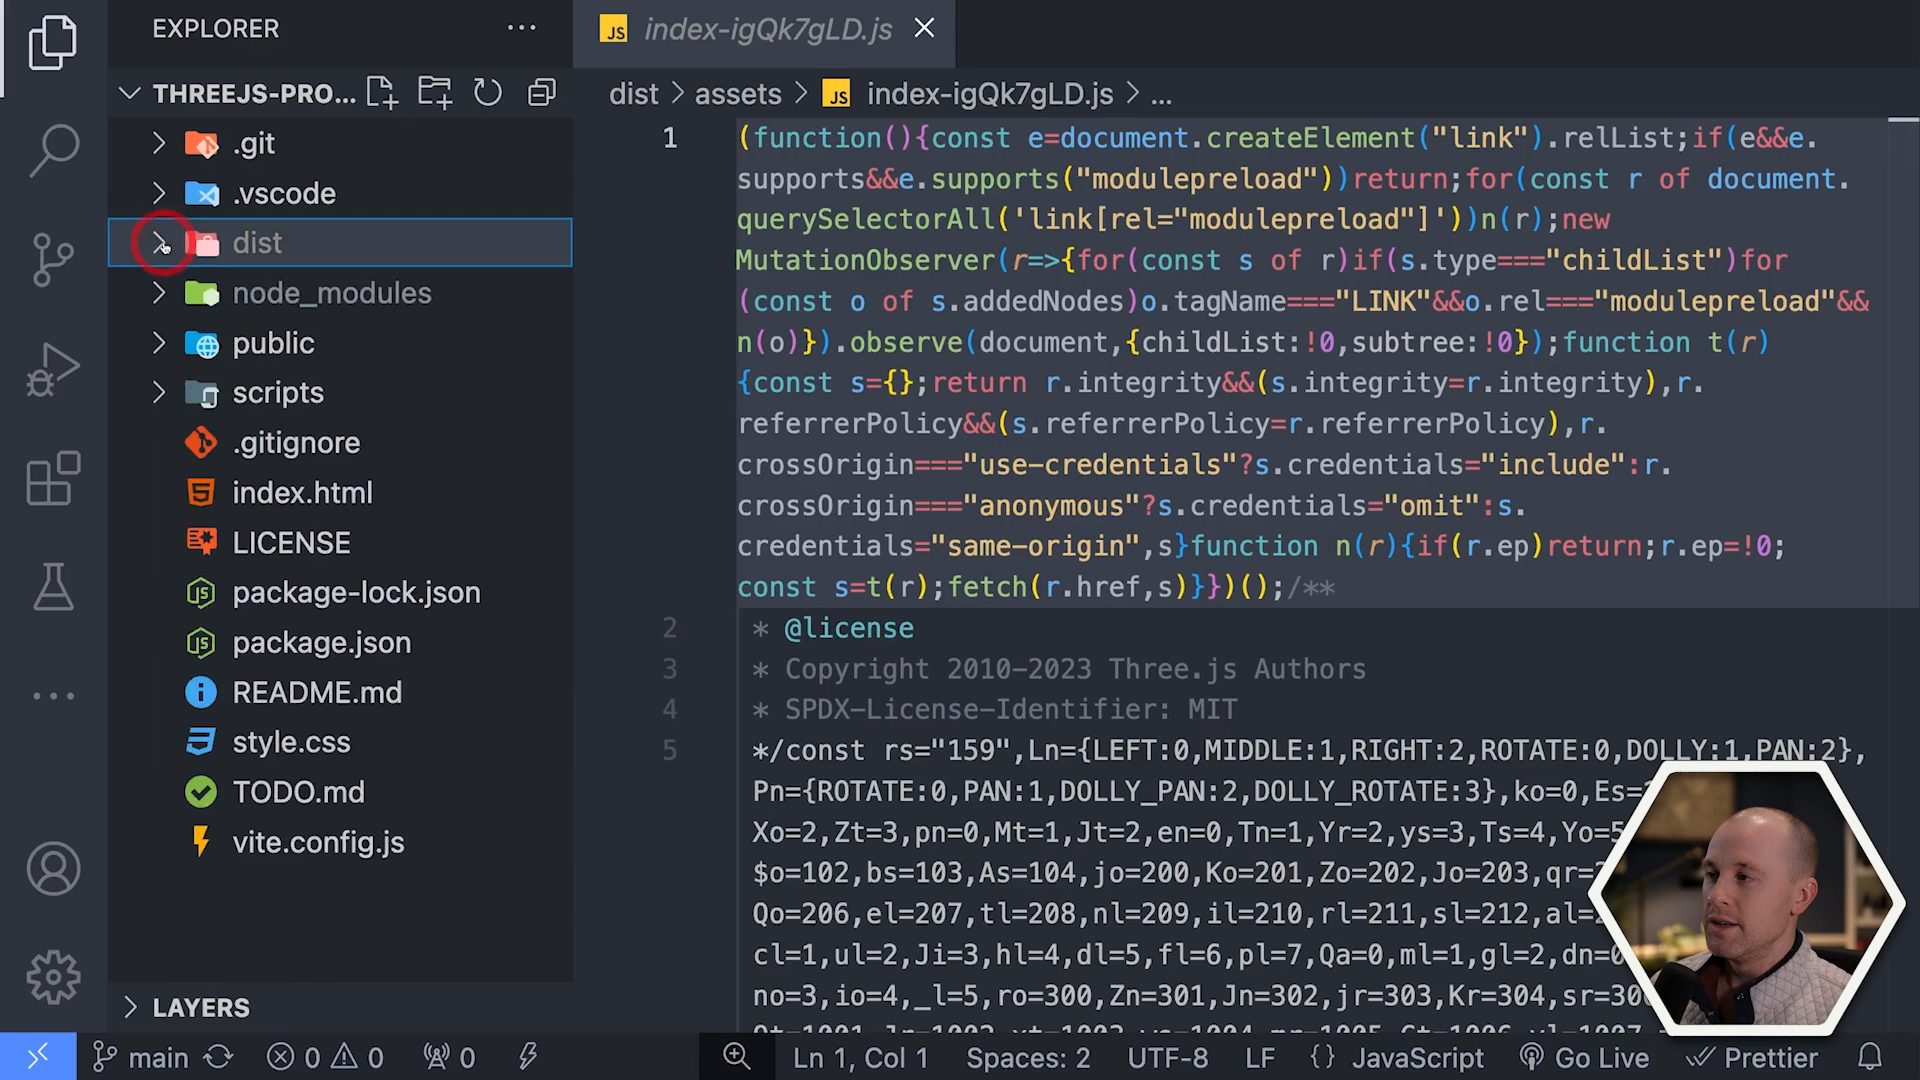 EXPLORER
THREEJS-PRO...
.git
.vscode
dist
node_modules
public
scripts
.gitignore
index.html
LICENSE
package-lock.json
package.json
README.md
style.css
TODO.md
vite.config.js
LAYERS
JS index-igQk7gLD.js
dist > assets > JS index-igQk7gLD.js > ...
1 (function(){const e=document.createElement("link").relList;if(e&&e.
supports&&e.supports("modulepreload"))return;for(const r of document.
querySelectorAll('link[rel="modulepreload"]'))n(r);new
MutationObserver(r=>{for(const s of r)if(s.type==="childList")for
(const o of s.addedNodes)o.tagName==="LINK"&&o.rel==="modulepreload"&&
n(o)}).observe(document,{childList:!0,subtree:!0});function t(r)
{const s={};return r.integrity&&(s.integrity=r.integrity),r.
referrerPolicy&&(s.referrerPolicy=r.referrerPolicy),r.
crossOrigin==="use-credentials"?s.credentials="include":r.
crossOrigin==="anonymous"?s.credentials="omit":s.
credentials="same-origin",s}function n(r){if(r.ep)return;r.ep=!0;
const s=t(r);fetch(r.href,s)}})();/**
2 * @license
3 * Copyright 2010-2023 Three.js Authors
4 * SPDX-License-Identifier: MIT
5 */const rs="159",Ln={LEFT:0,MIDDLE:1,RIGHT:2,ROTATE:0,DOLLY:1,PAN:2},
Pn={ROTATE:0,PAN:1,DOLLY_PAN:2,DOLLY_ROTATE:3},ko=0,Es=
Xo=2,Zt=3,pn=0,Mt=1,Jt=2,en=0,Tn=1,Yr=2,ys=3,Ts=4,Yo=5
$o=102,bs=103,As=104,jo=200,Ko=201,Zo=202,Jo=203,qr=
Qo=206,el=207,tl=208,nl=209,il=210,rl=211,sl=212,al=
cl=1,ul=2,Ji=3,hl=4,dl=5,fl=6,pl=7,Qa=0,ml=1,gl=2,dn=0
no=3,io=4,_l=5,ro=300,Zn=301,Jn=302,jr=303,Kr=304,sr=
main 0 0 0 Ln 1, Col 1 Spaces: 2 UTF-8 LF {} JavaScript Go Live Prettier